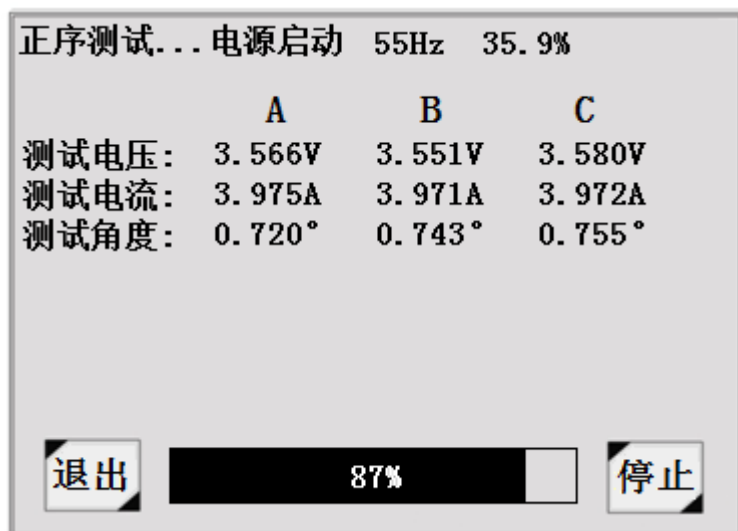 正序测试...电源启动 55Hz 35.9%
A B C
测试电压: 3.566V 3.551V 3.580V
测试电流: 3.975A 3.971A 3.972A
测试角度: 0.720° 0.743° 0.755°
退出 87% 停止